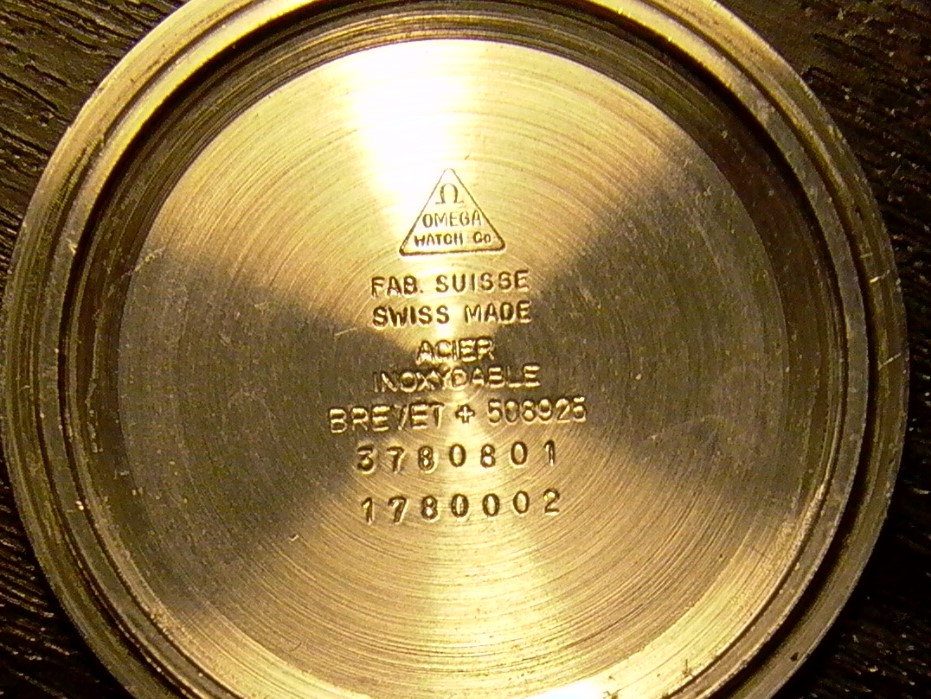 Ω
OMEGA
WATCH Co
FAB. SUISSE
SWISS MADE
ACIER
INOXYDABLE
BREVET + 508925
3780801
1780002